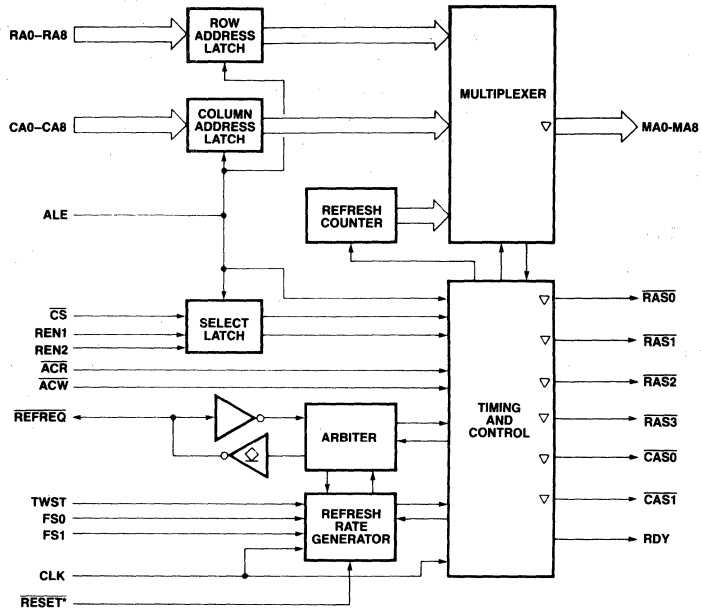 RA0–RA8
ROW
ADDRESS
LATCH
MULTIPLEXER
CA0–CA8
COLUMN
ADDRESS
LATCH
MA0-MA8
ALE
REFRESH
COUNTER
CS
REN1
REN2
SELECT
LATCH
ACR
ACW
REFREQ
ARBITER
TIMING
AND
CONTROL
RAS0
RAS1
RAS2
RAS3
CAS0
CAS1
RDY
TWST
FS0
FS1
REFRESH
RATE
GENERATOR
CLK
RESET*